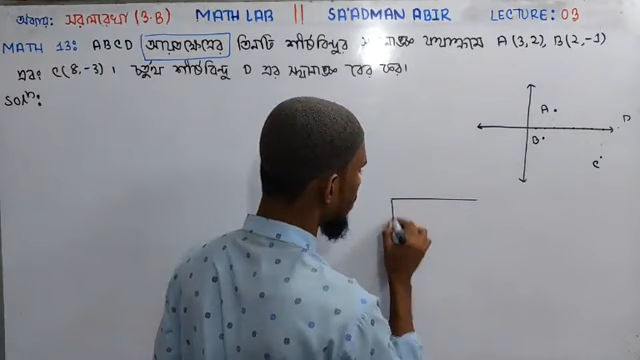 অধ্যায়: সরলরেখা (3.B) MATH LAB || SA'ADMAN ABIR LECTURE: 03
MATH 13: ABCD আয়তক্ষেত্রের তিনটি শীর্ষবিন্দুর স্থানাঙ্ক যথাক্রমে A (3,2), B(2,-1)
এবং C(8,-3) । চতুর্থ শীর্ষবিন্দু D এর স্থানাঙ্ক বের কর।
SOLⁿ:
A
D
B
C